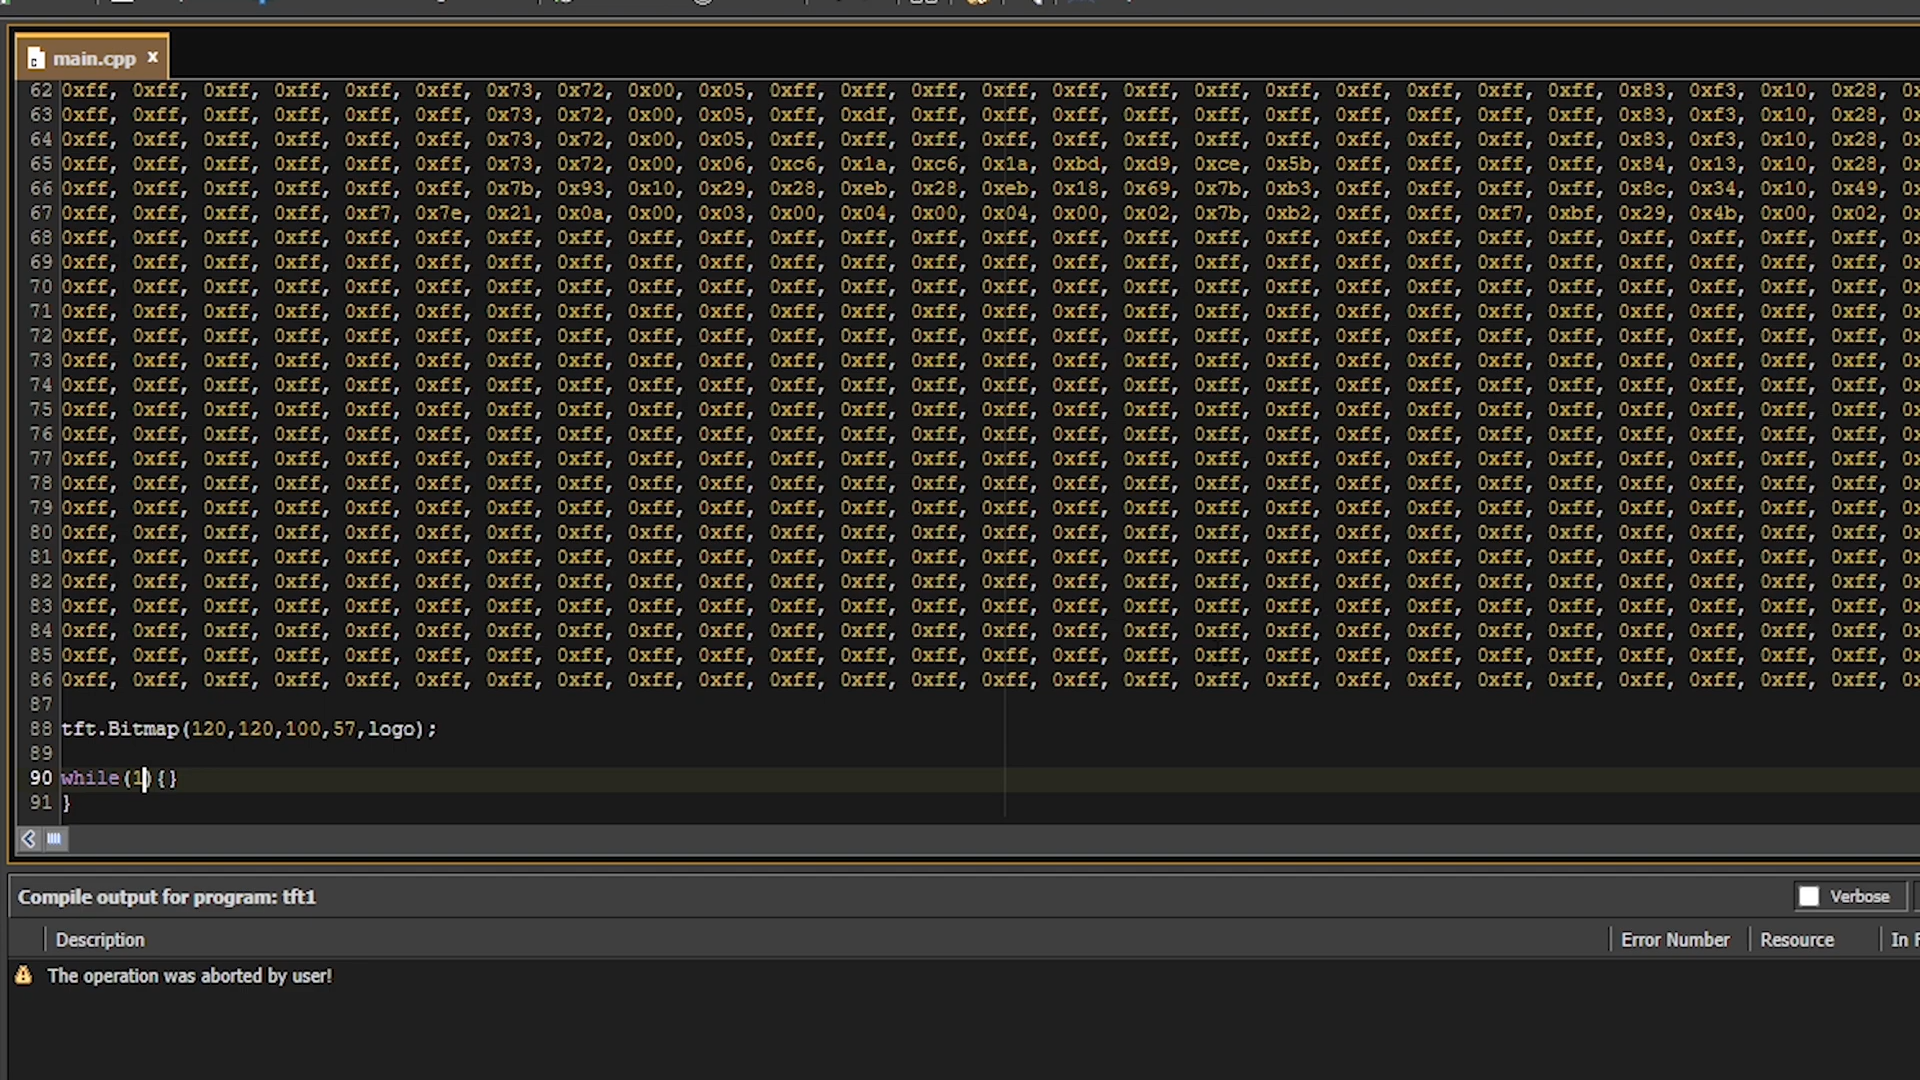 main.cpp x
62 0xff, 0xff, 0xff, 0xff, 0xff, 0xff, 0x73, 0x72, 0x00, 0x05, 0xff, 0xff, 0xff, 0xff, 0xff, 0xff, 0xff, 0xff, 0xff, 0xff, 0xff, 0xff, 0x83, 0xf3, 0x10, 0x28,
63 0xff, 0xff, 0xff, 0xff, 0xff, 0xff, 0x73, 0x72, 0x00, 0x05, 0xff, 0xdf, 0xff, 0xff, 0xff, 0xff, 0xff, 0xff, 0xff, 0xff, 0xff, 0xff, 0x83, 0xf3, 0x10, 0x28,
64 0xff, 0xff, 0xff, 0xff, 0xff, 0xff, 0x73, 0x72, 0x00, 0x05, 0xff, 0xff, 0xff, 0xff, 0xff, 0xff, 0xff, 0xff, 0xff, 0xff, 0xff, 0xff, 0x83, 0xf3, 0x10, 0x28,
65 0xff, 0xff, 0xff, 0xff, 0xff, 0xff, 0x73, 0x72, 0x00, 0x06, 0xc6, 0x1a, 0xc6, 0x1a, 0xbd, 0xd9, 0xce, 0x5b, 0xff, 0xff, 0xff, 0xff, 0x84, 0x13, 0x10, 0x28,
66 0xff, 0xff, 0xff, 0xff, 0xff, 0xff, 0x7b, 0x93, 0x10, 0x29, 0x28, 0xeb, 0x28, 0xeb, 0x18, 0x69, 0x7b, 0xb3, 0xff, 0xff, 0xff, 0xff, 0x8c, 0x34, 0x10, 0x49,
67 0xff, 0xff, 0xff, 0xff, 0xf7, 0x7e, 0x21, 0x0a, 0x00, 0x03, 0x00, 0x04, 0x00, 0x04, 0x00, 0x02, 0x7b, 0xb2, 0xff, 0xff, 0xf7, 0xbf, 0x29, 0x4b, 0x00, 0x02,
68 0xff, 0xff, 0xff, 0xff, 0xff, 0xff, 0xff, 0xff, 0xff, 0xff, 0xff, 0xff, 0xff, 0xff, 0xff, 0xff, 0xff, 0xff, 0xff, 0xff, 0xff, 0xff, 0xff, 0xff, 0xff, 0xff,
69 0xff, 0xff, 0xff, 0xff, 0xff, 0xff, 0xff, 0xff, 0xff, 0xff, 0xff, 0xff, 0xff, 0xff, 0xff, 0xff, 0xff, 0xff, 0xff, 0xff, 0xff, 0xff, 0xff, 0xff, 0xff, 0xff,
70 0xff, 0xff, 0xff, 0xff, 0xff, 0xff, 0xff, 0xff, 0xff, 0xff, 0xff, 0xff, 0xff, 0xff, 0xff, 0xff, 0xff, 0xff, 0xff, 0xff, 0xff, 0xff, 0xff, 0xff, 0xff, 0xff,
71 0xff, 0xff, 0xff, 0xff, 0xff, 0xff, 0xff, 0xff, 0xff, 0xff, 0xff, 0xff, 0xff, 0xff, 0xff, 0xff, 0xff, 0xff, 0xff, 0xff, 0xff, 0xff, 0xff, 0xff, 0xff, 0xff,
72 0xff, 0xff, 0xff, 0xff, 0xff, 0xff, 0xff, 0xff, 0xff, 0xff, 0xff, 0xff, 0xff, 0xff, 0xff, 0xff, 0xff, 0xff, 0xff, 0xff, 0xff, 0xff, 0xff, 0xff, 0xff, 0xff,
73 0xff, 0xff, 0xff, 0xff, 0xff, 0xff, 0xff, 0xff, 0xff, 0xff, 0xff, 0xff, 0xff, 0xff, 0xff, 0xff, 0xff, 0xff, 0xff, 0xff, 0xff, 0xff, 0xff, 0xff, 0xff, 0xff,
74 0xff, 0xff, 0xff, 0xff, 0xff, 0xff, 0xff, 0xff, 0xff, 0xff, 0xff, 0xff, 0xff, 0xff, 0xff, 0xff, 0xff, 0xff, 0xff, 0xff, 0xff, 0xff, 0xff, 0xff, 0xff, 0xff,
75 0xff, 0xff, 0xff, 0xff, 0xff, 0xff, 0xff, 0xff, 0xff, 0xff, 0xff, 0xff, 0xff, 0xff, 0xff, 0xff, 0xff, 0xff, 0xff, 0xff, 0xff, 0xff, 0xff, 0xff, 0xff, 0xff,
76 0xff, 0xff, 0xff, 0xff, 0xff, 0xff, 0xff, 0xff, 0xff, 0xff, 0xff, 0xff, 0xff, 0xff, 0xff, 0xff, 0xff, 0xff, 0xff, 0xff, 0xff, 0xff, 0xff, 0xff, 0xff, 0xff,
77 0xff, 0xff, 0xff, 0xff, 0xff, 0xff, 0xff, 0xff, 0xff, 0xff, 0xff, 0xff, 0xff, 0xff, 0xff, 0xff, 0xff, 0xff, 0xff, 0xff, 0xff, 0xff, 0xff, 0xff, 0xff, 0xff,
78 0xff, 0xff, 0xff, 0xff, 0xff, 0xff, 0xff, 0xff, 0xff, 0xff, 0xff, 0xff, 0xff, 0xff, 0xff, 0xff, 0xff, 0xff, 0xff, 0xff, 0xff, 0xff, 0xff, 0xff, 0xff, 0xff,
79 0xff, 0xff, 0xff, 0xff, 0xff, 0xff, 0xff, 0xff, 0xff, 0xff, 0xff, 0xff, 0xff, 0xff, 0xff, 0xff, 0xff, 0xff, 0xff, 0xff, 0xff, 0xff, 0xff, 0xff, 0xff, 0xff,
80 0xff, 0xff, 0xff, 0xff, 0xff, 0xff, 0xff, 0xff, 0xff, 0xff, 0xff, 0xff, 0xff, 0xff, 0xff, 0xff, 0xff, 0xff, 0xff, 0xff, 0xff, 0xff, 0xff, 0xff, 0xff, 0xff,
81 0xff, 0xff, 0xff, 0xff, 0xff, 0xff, 0xff, 0xff, 0xff, 0xff, 0xff, 0xff, 0xff, 0xff, 0xff, 0xff, 0xff, 0xff, 0xff, 0xff, 0xff, 0xff, 0xff, 0xff, 0xff, 0xff,
82 0xff, 0xff, 0xff, 0xff, 0xff, 0xff, 0xff, 0xff, 0xff, 0xff, 0xff, 0xff, 0xff, 0xff, 0xff, 0xff, 0xff, 0xff, 0xff, 0xff, 0xff, 0xff, 0xff, 0xff, 0xff, 0xff,
83 0xff, 0xff, 0xff, 0xff, 0xff, 0xff, 0xff, 0xff, 0xff, 0xff, 0xff, 0xff, 0xff, 0xff, 0xff, 0xff, 0xff, 0xff, 0xff, 0xff, 0xff, 0xff, 0xff, 0xff, 0xff, 0xff,
84 0xff, 0xff, 0xff, 0xff, 0xff, 0xff, 0xff, 0xff, 0xff, 0xff, 0xff, 0xff, 0xff, 0xff, 0xff, 0xff, 0xff, 0xff, 0xff, 0xff, 0xff, 0xff, 0xff, 0xff, 0xff, 0xff,
85 0xff, 0xff, 0xff, 0xff, 0xff, 0xff, 0xff, 0xff, 0xff, 0xff, 0xff, 0xff, 0xff, 0xff, 0xff, 0xff, 0xff, 0xff, 0xff, 0xff, 0xff, 0xff, 0xff, 0xff, 0xff, 0xff,
86 0xff, 0xff, 0xff, 0xff, 0xff, 0xff, 0xff, 0xff, 0xff, 0xff, 0xff, 0xff, 0xff, 0xff, 0xff, 0xff, 0xff, 0xff, 0xff, 0xff, 0xff, 0xff, 0xff, 0xff, 0xff, 0xff,
87
88 tft.Bitmap(120,120,100,57,logo);
89
90 while(1){}
91 }
Compile output for program: tft1
Verbose
Description Error Number Resource In
The operation was aborted by user!